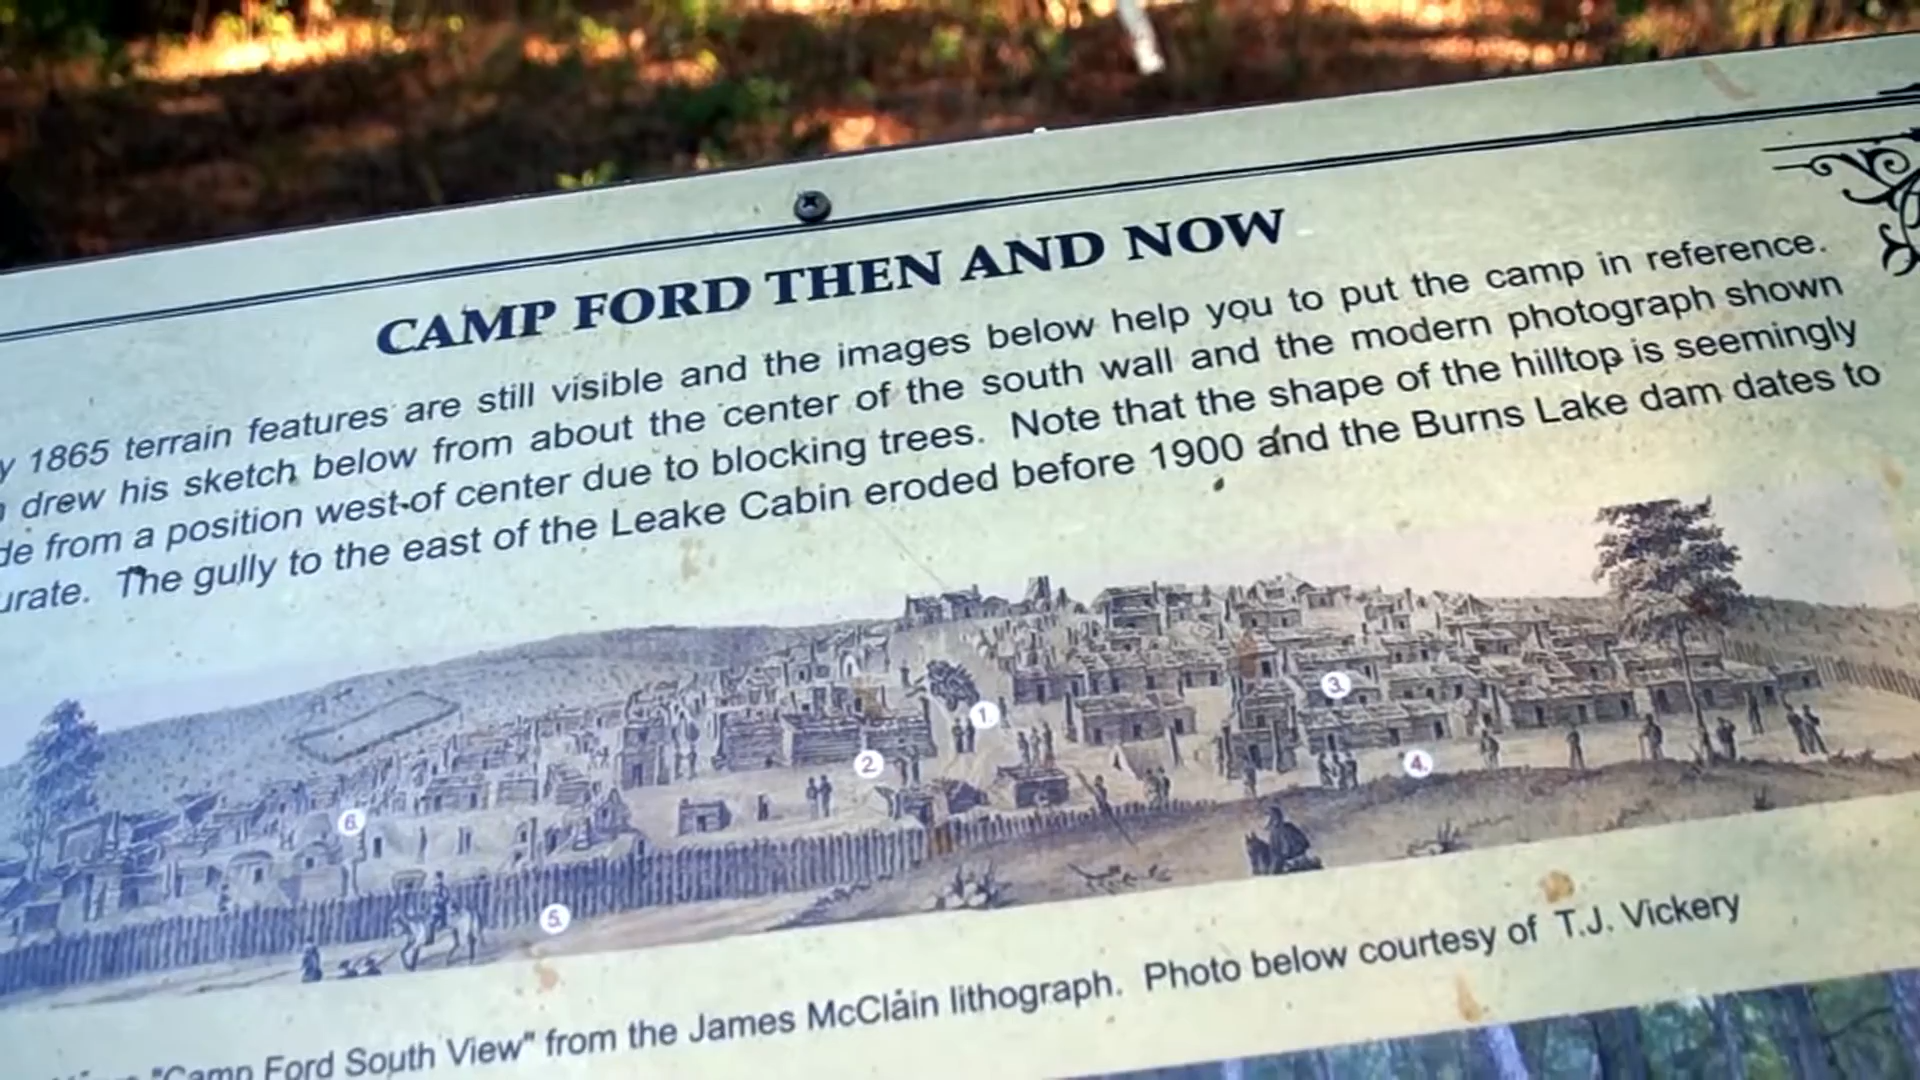 CAMP FORD THEN AND NOW
y 1865 terrain features are still visible and the images below help you to put the camp in reference.
drew his sketch below from about the center of the south wall and the modern photograph shown
de from a position west of center due to blocking trees. Note that the shape of the hilltop is seemingly
urate. The gully to the east of the Leake Cabin eroded before 1900 and the Burns Lake dam dates to
1.
2.
3.
4.
5.
6.
"Camp Ford South View" from the James McClain lithograph. Photo below courtesy of T.J. Vickery